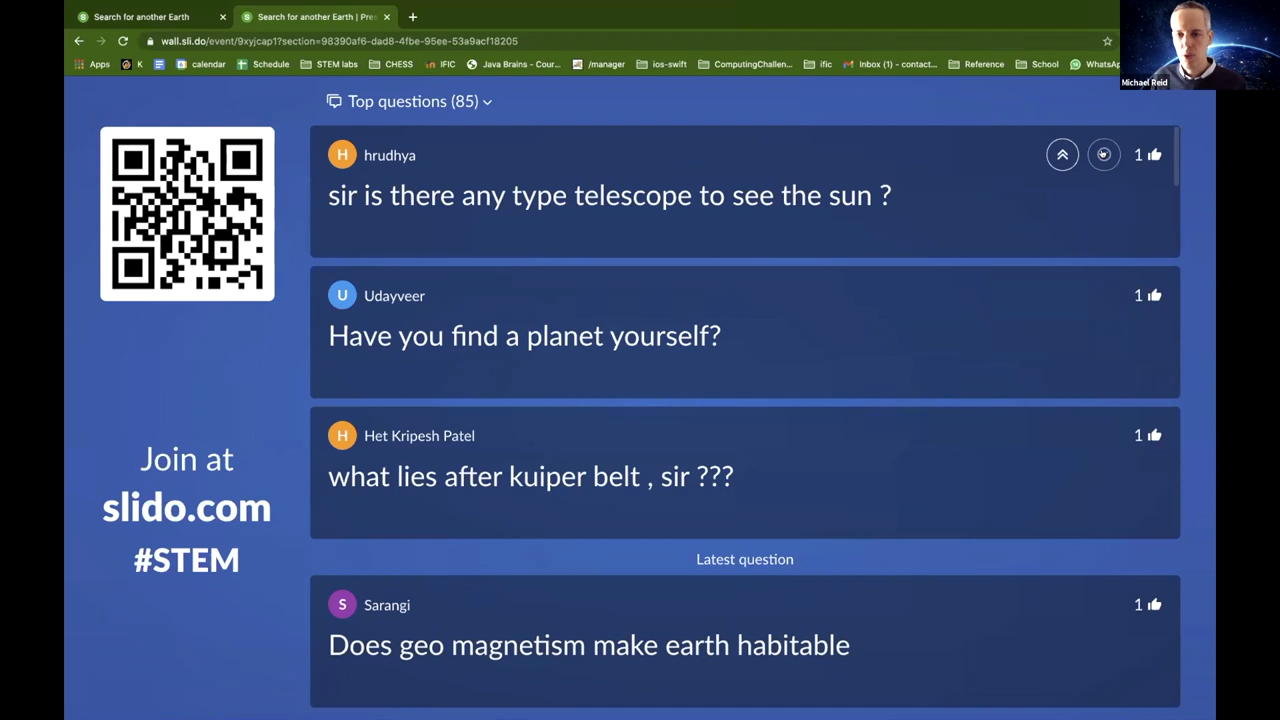 Search for another Earth
Search for another Earth | Pres
wall.sli.do/event/9xyjcap1?section=98390af6-dad8-4fbe-95ee-53a9acf18205
Apps K calendar Schedule STEM labs CHESS IFIC Java Brains - Cour... /manager ios-swift ComputingChallen... ific Inbox (1) - contact... Reference School WhatsAp
Michael Reid
Top questions (85)
H hrudhya 1
sir is there any type telescope to see the sun ?
U Udayveer 1
Have you find a planet yourself?
H Het Kripesh Patel 1
what lies after kuiper belt , sir ???
Join at
slido.com
#STEM
Latest question
S Sarangi 1
Does geo magnetism make earth habitable